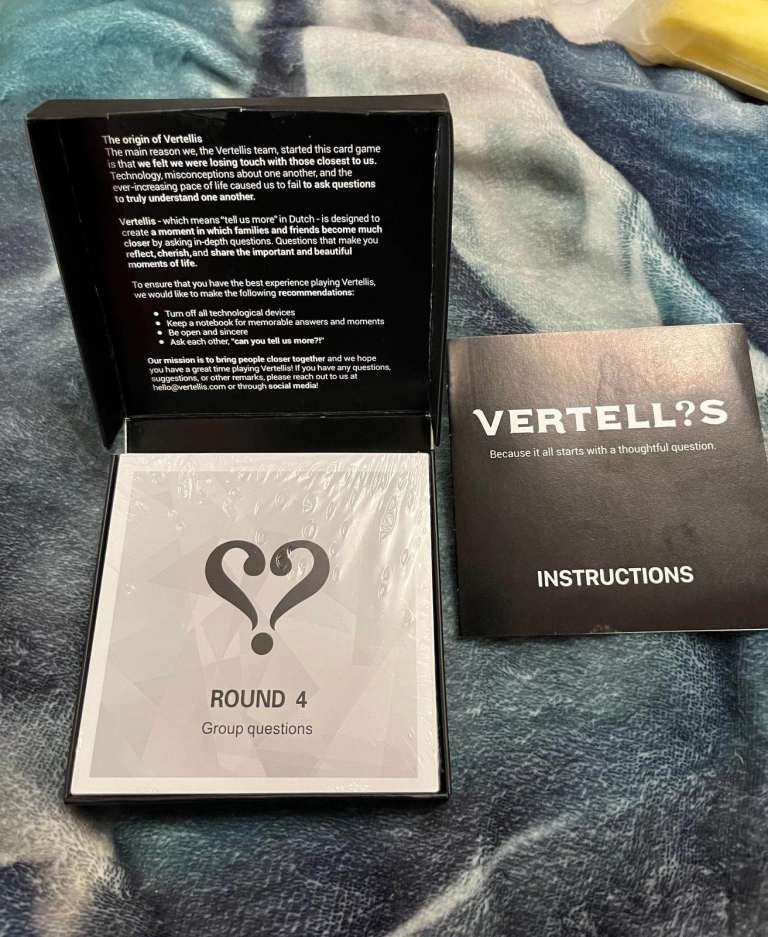 The origin of Vertellis
The main reason we, the Vertellis team, started this card game
is that we felt we were losing touch with those closest to us.
Technology, misconceptions about one another, and the
ever-increasing pace of life caused us to fail to ask questions
to truly understand one another.
Vertellis - which means "tell us more" in Dutch - is designed to
create a moment in which families and friends become much
closer by asking in-depth questions. Questions that make you
reflect, cherish, and share the important and beautiful
moments of life.
To ensure that you have the best experience playing Vertellis,
we would like to make the following recommendations:
• Turn off all technological devices
• Keep a notebook for memorable answers and moments
• Be open and sincere
• Ask each other, "can you tell us more?!"
Our mission is to bring people closer together and we hope
you have a great time playing Vertellis! If you have any questions,
suggestions, or other remarks, please reach out to us at
hello@vertellis.com or through social media!
ROUND 4
Group questions
VERTELL?S
Because it all starts with a thoughtful question.
INSTRUCTIONS